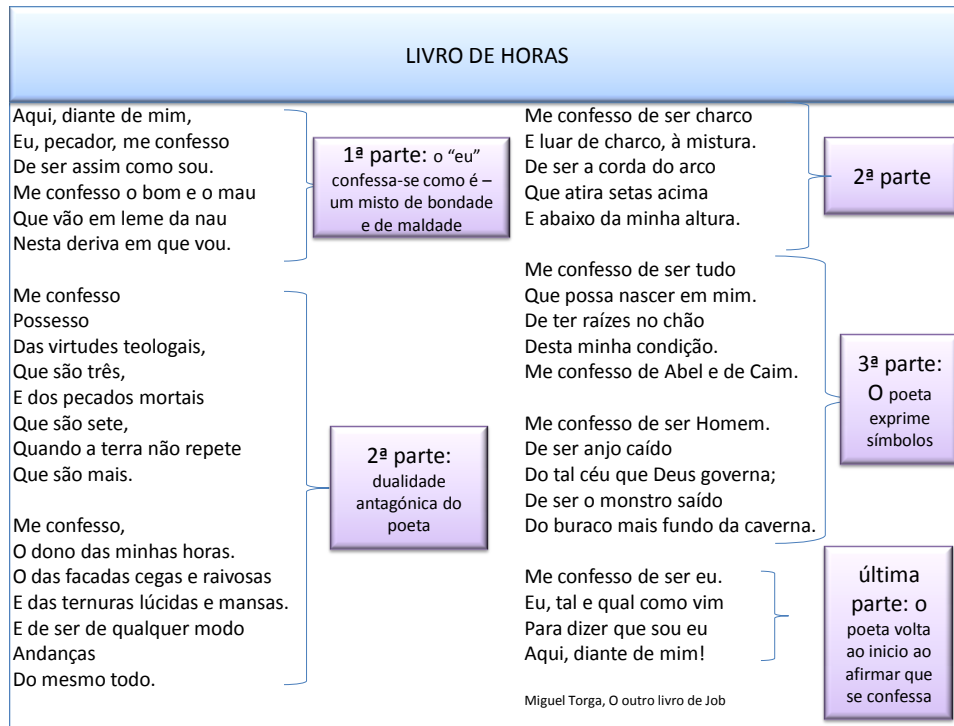 LIVRO DE HORAS
Aqui, diante de mim,
Eu, pecador, me confesso
De ser assim como sou.
Me confesso o bom e o mau
Que vão em leme da nau
Nesta deriva em que vou.
1ª parte: o “eu”
confessa-se como é –
um misto de bondade
e de maldade
Me confesso
Possesso
Das virtudes teologais,
Que são três,
E dos pecados mortais
Que são sete,
Quando a terra não repete
Que são mais.
Me confesso,
O dono das minhas horas.
O das facadas cegas e raivosas
E das ternuras lúcidas e mansas.
E de ser de qualquer modo
Andanças
Do mesmo todo.
2ª parte:
dualidade
antagónica do
poeta
Me confesso de ser charco
E luar de charco, à mistura.
De ser a corda do arco
Que atira setas acima
E abaixo da minha altura.
2ª parte
Me confesso de ser tudo
Que possa nascer em mim.
De ter raízes no chão
Desta minha condição.
Me confesso de Abel e de Caim.
Me confesso de ser Homem.
De ser anjo caído
Do tal céu que Deus governa;
De ser o monstro saído
Do buraco mais fundo da caverna.
3ª parte:
O poeta
exprime
símbolos
Me confesso de ser eu.
Eu, tal e qual como vim
Para dizer que sou eu
Aqui, diante de mim!
última
parte: o
poeta volta
ao inicio ao
afirmar que
se confessa
Miguel Torga, O outro livro de Job